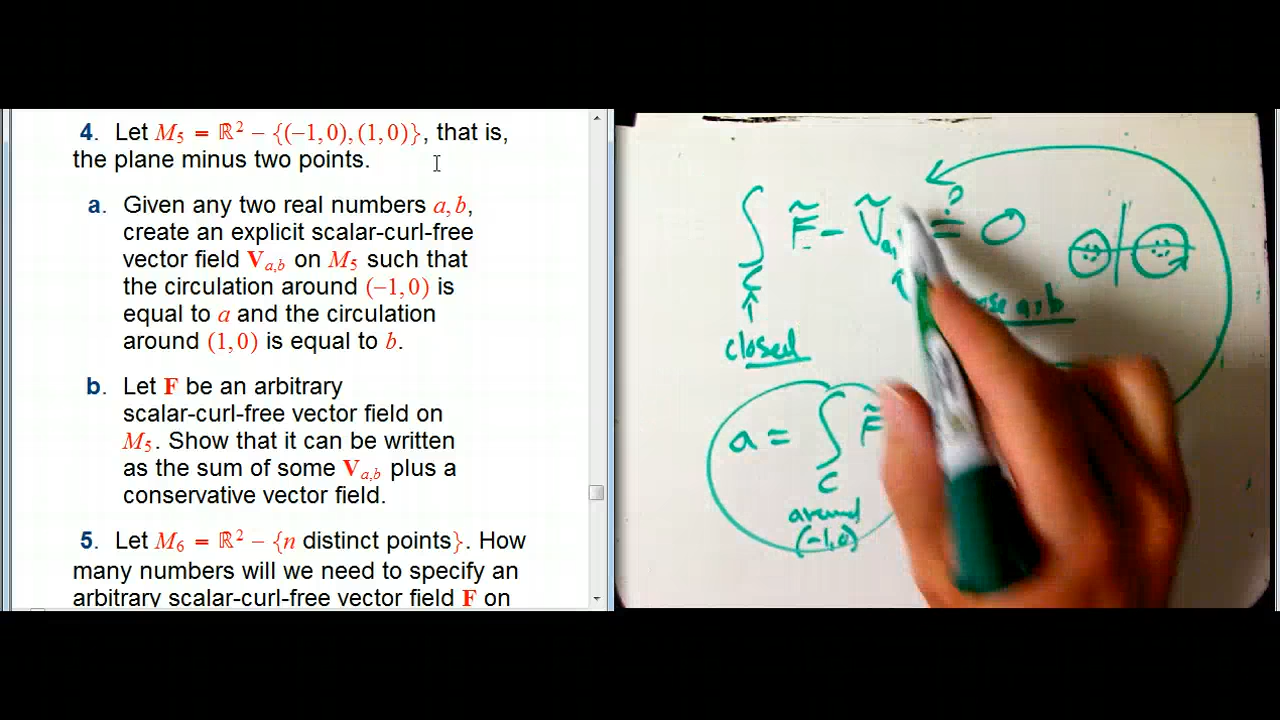 4. Let M₅ = ℝ² − {(−1,0),(1,0)}, that is,
the plane minus two points.
a. Given any two real numbers a,b,
create an explicit scalar-curl-free
vector field V_{a,b} on M₅ such that
the circulation around (−1,0) is
equal to a and the circulation
around (1,0) is equal to b.
b. Let F be an arbitrary
scalar-curl-free vector field on
M₅. Show that it can be written
as the sum of some V_{a,b} plus a
conservative vector field.
5. Let M₆ = ℝ² − {n distinct points}. How
many numbers will we need to specify an
arbitrary scalar-curl-free vector field F on
∫_C F̃ − Ṽ_{a, ≟ 0
a,b
closed
a = ∫_C F̃
around
(-1,0)